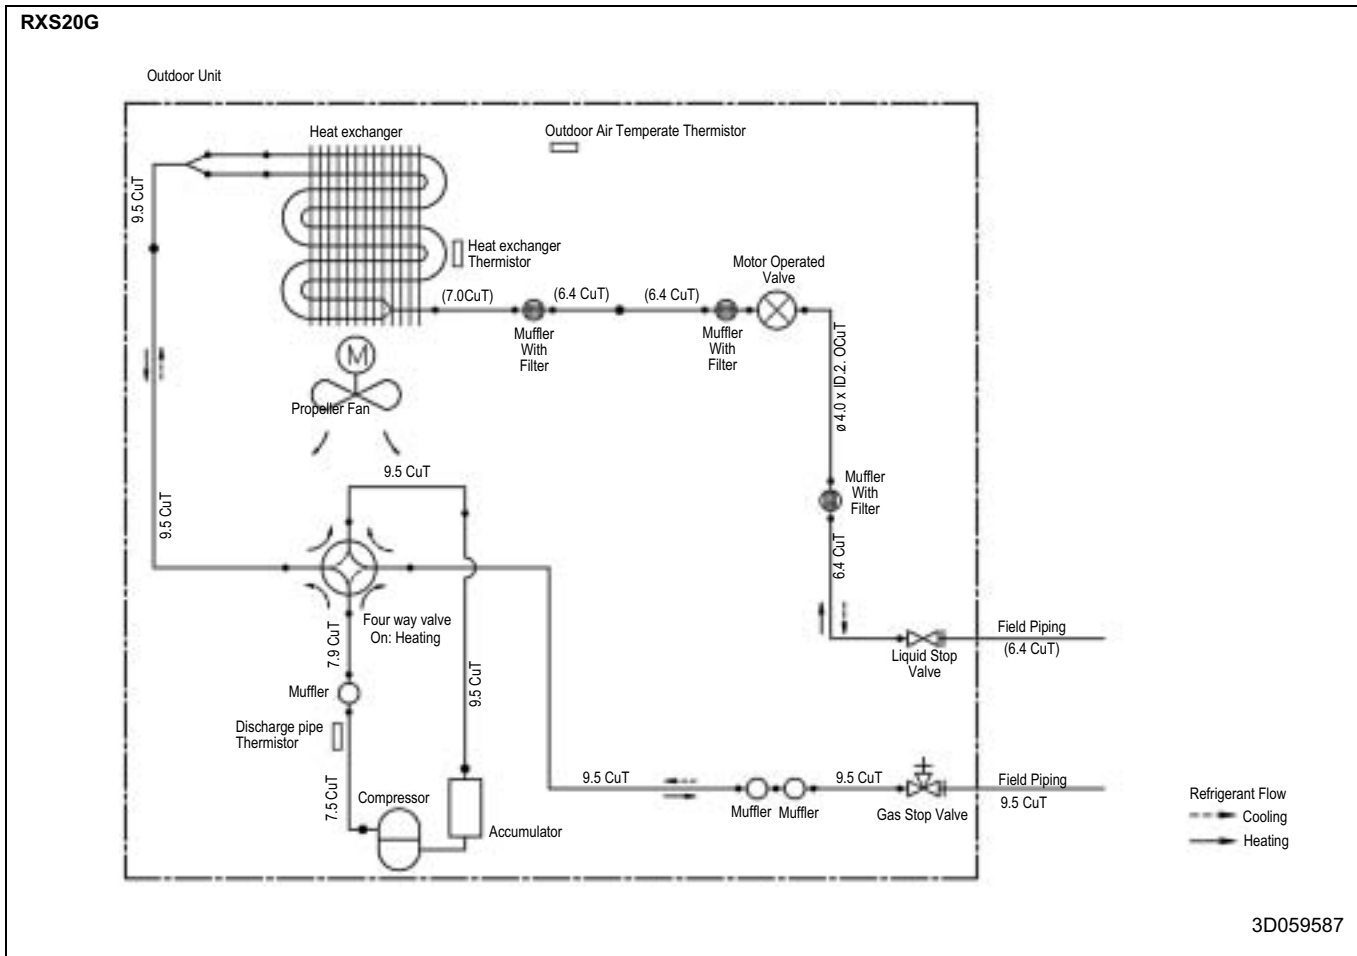 RXS20G
Outdoor Unit
Heat exchanger
Outdoor Air Temperate Thermistor
9.5 CuT
Heat exchanger
Thermistor
Motor Operated
Valve
(7.0CuT)
(6.4 CuT)
(6.4 CuT)
Muffler
With
Filter
Muffler
With
Filter
M
Propeller Fan
ø 4.0 x ID.2. OCuT
9.5 CuT
9.5 CuT
Muffler
With
Filter
6.4 CuT
Four way valve
On: Heating
7.9 CuT
Field Piping
(6.4 CuT)
Liquid Stop
Valve
Muffler
9.5 CuT
Discharge pipe
Thermistor
7.5 CuT
Compressor
Accumulator
9.5 CuT
Muffler
Muffler
9.5 CuT
Gas Stop Valve
Field Piping
9.5 CuT
Refrigerant Flow
Cooling
Heating
3D059587